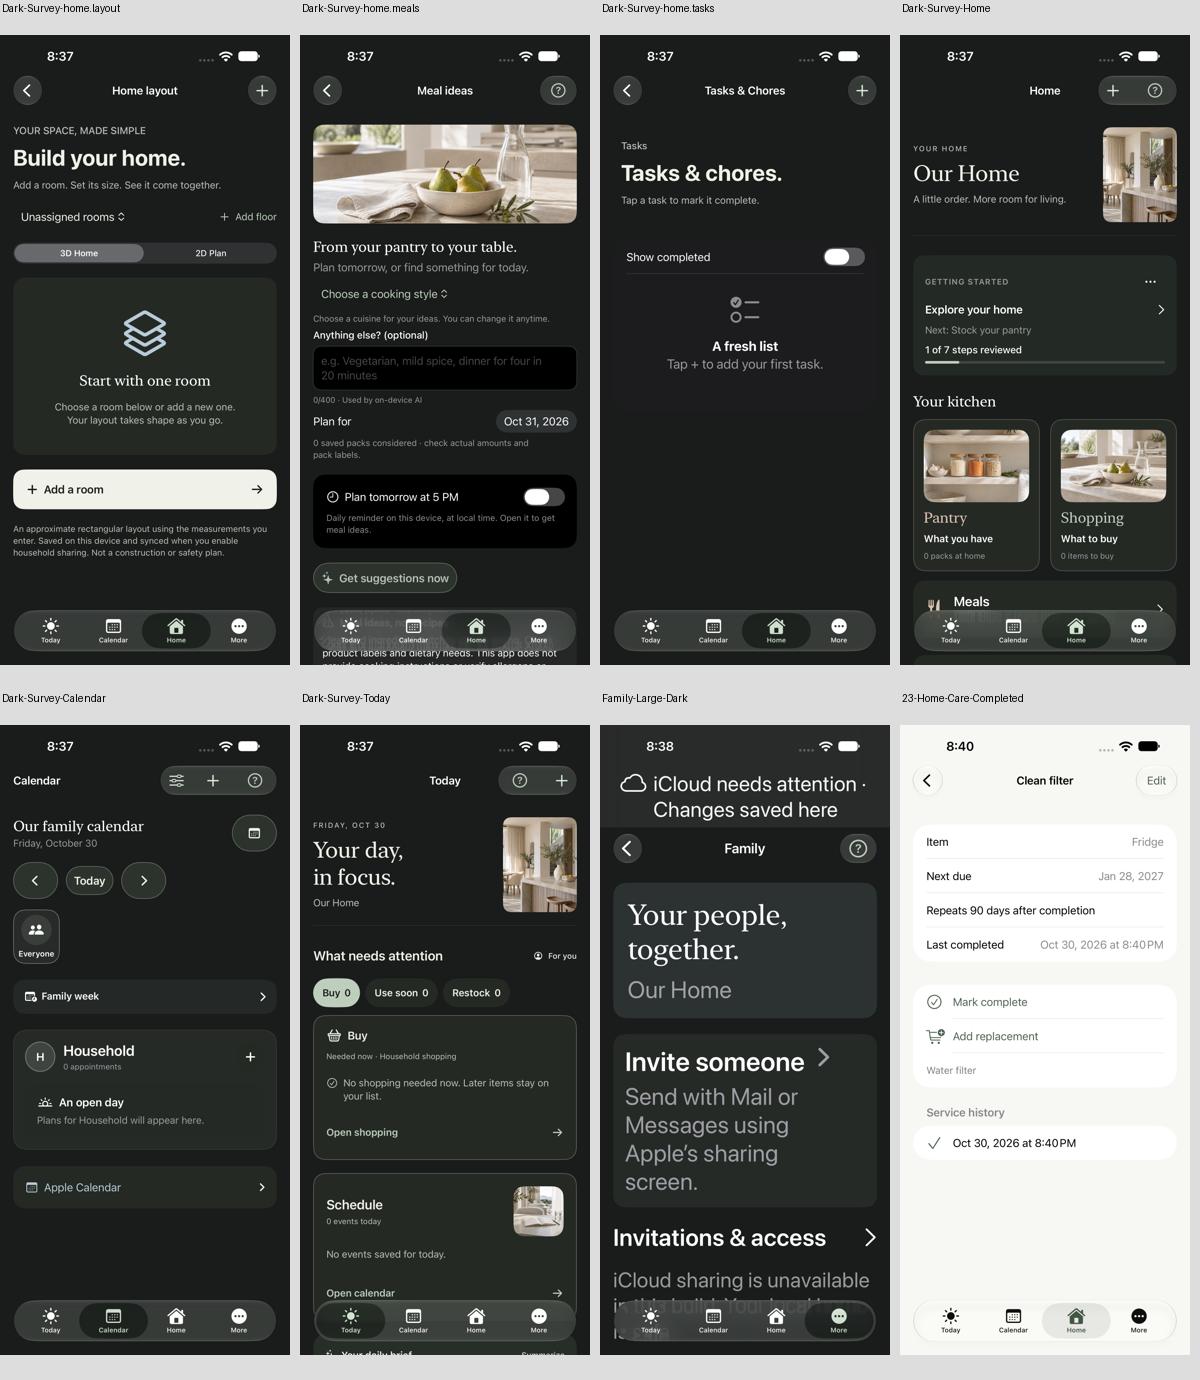 Dark-Survey-home.layout
8:37
Home layout
YOUR SPACE, MADE SIMPLE
Build your home.
Add a room. Set its size. See it come together.
Unassigned rooms
Add floor
3D Home
2D Plan
Start with one room
Choose a room below or add a new one.
Your layout takes shape as you go.
Add a room
An approximate rectangular layout using the measurements you
enter. Saved on this device and synced when you enable
household sharing. Not a construction or safety plan.
Today
Calendar
Home
More
Dark-Survey-home.meals
8:37
Meal ideas
From your pantry to your table.
Plan tomorrow, or find something for today.
Choose a cooking style
Choose a cuisine for your ideas. You can change it anytime.
Anything else? (optional)
e.g. Vegetarian, mild spice, dinner for four in
20 minutes
0/400 · Used by on-device AI
Plan for
Oct 31, 2026
0 saved packs considered · check actual amounts and
pack labels.
Plan tomorrow at 5 PM
Daily reminder on this device, at local time. Open it to get
meal ideas.
Get suggestions now
Today
Calendar
Home
More
product labels and dietary needs. This app does not
Dark-Survey-home.tasks
8:37
Tasks & Chores
Tasks
Tasks & chores.
Tap a task to mark it complete.
Show completed
A fresh list
Tap + to add your first task.
Today
Calendar
Home
More
Dark-Survey-Home
8:37
Home
YOUR HOME
Our Home
A little order. More room for living.
GETTING STARTED
Explore your home
Next: Stock your pantry
1 of 7 steps reviewed
Your kitchen
Pantry
What you have
0 packs at home
Shopping
What to buy
0 items to buy
Meals
Today
Calendar
Home
More
Dark-Survey-Calendar
8:37
Calendar
Our family calendar
Friday, October 30
Today
Everyone
Family week
H
Household
0 appointments
An open day
Plans for Household will appear here.
Apple Calendar
Today
Calendar
Home
More
Dark-Survey-Today
8:37
Today
FRIDAY, OCT 30
Your day,
in focus.
Our Home
What needs attention
For you
Buy 0
Use soon 0
Restock 0
Buy
Needed now · Household shopping
No shopping needed now. Later items stay on
your list.
Open shopping
Schedule
0 events today
No events saved for today.
Open calendar
Today
Calendar
Home
More
Your daily brief
Summarize
Family-Large-Dark
8:38
iCloud needs attention ·
Changes saved here
Family
Your people,
together.
Our Home
Invite someone
Send with Mail or
Messages using
Apple's sharing
screen.
Invitations & access
iCloud sharing is unavailable
Today
Calendar
Home
More
23-Home-Care-Completed
8:40
Clean filter
Edit
Item
Fridge
Next due
Jan 28, 2027
Repeats 90 days after completion
Last completed
Oct 30, 2026 at 8:40 PM
Mark complete
Add replacement
Water filter
Service history
Oct 30, 2026 at 8:40 PM
Today
Calendar
Home
More